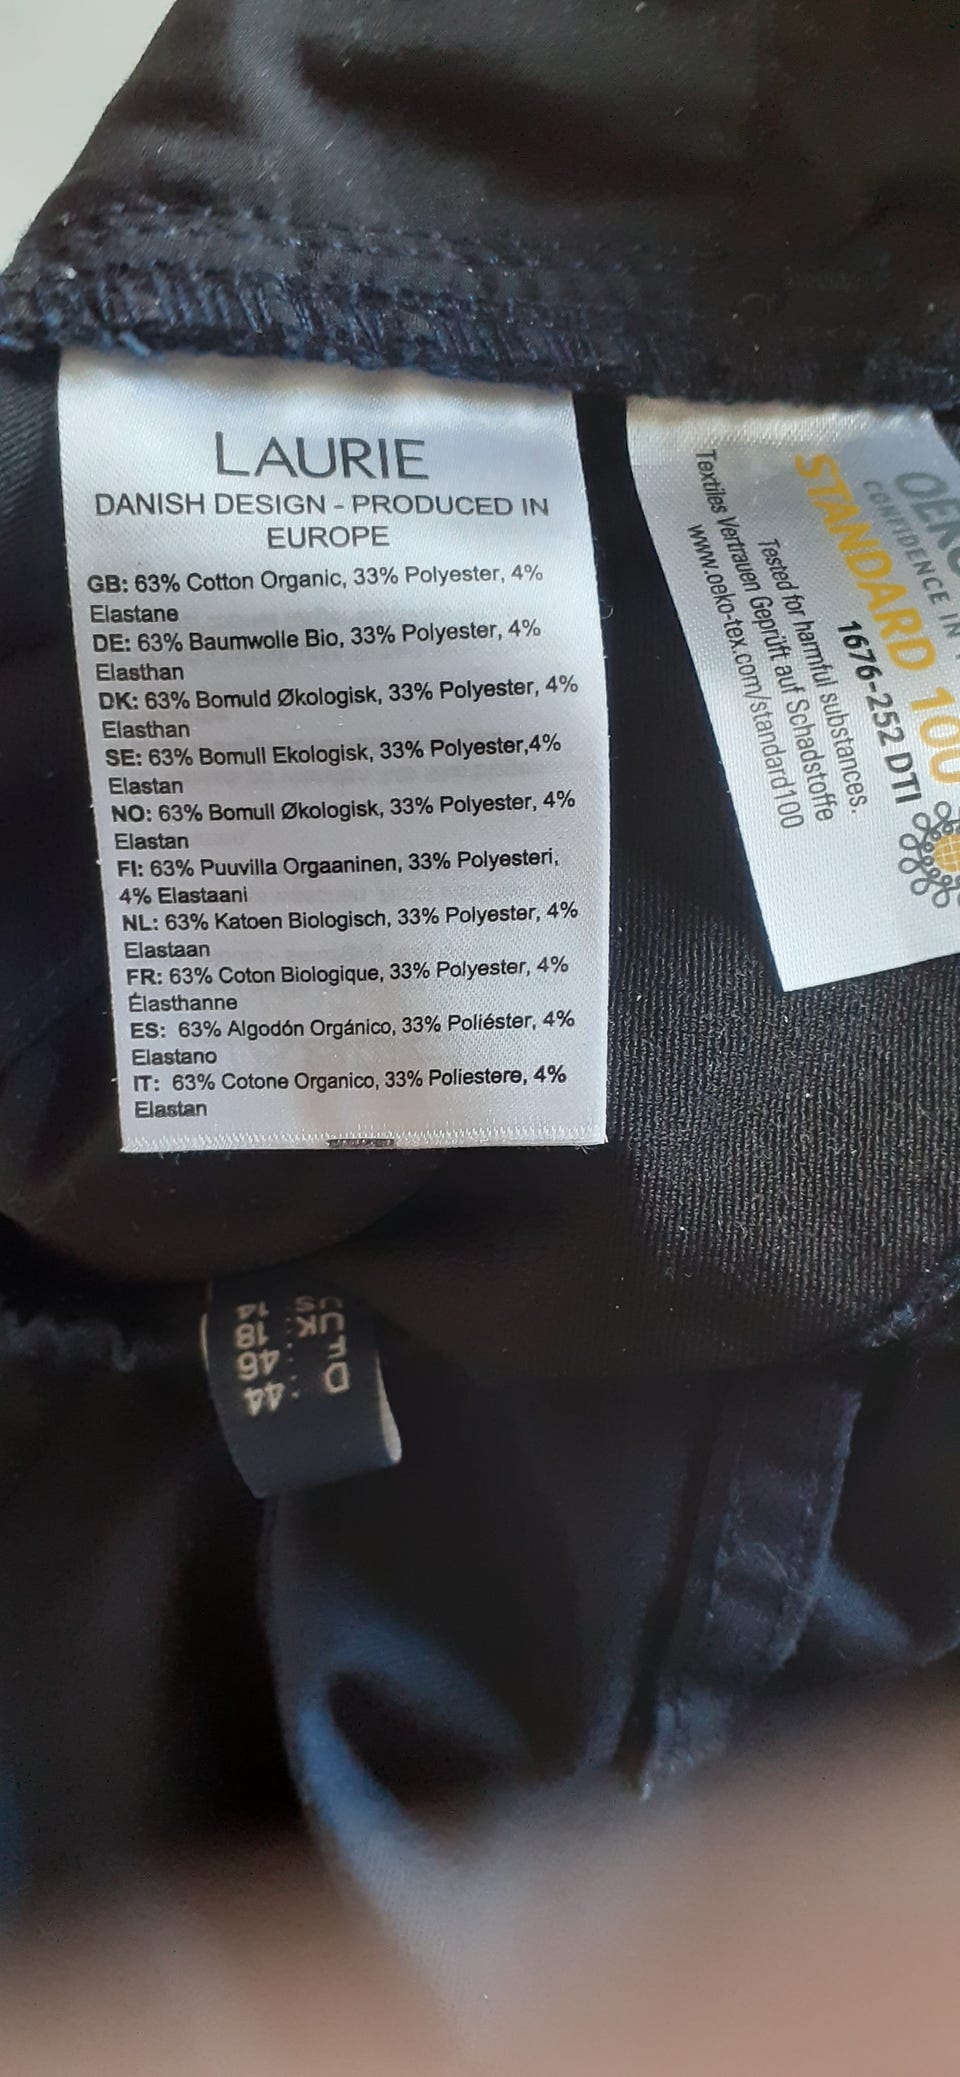 LAURIE
DANISH DESIGN - PRODUCED IN
EUROPE
GB: 63% Cotton Organic, 33% Polyester, 4%
Elastane
DE: 63% Baumwolle Bio, 33% Polyester, 4%
Elasthan
DK: 63% Bomuld Økologisk, 33% Polyester, 4%
Elasthan
SE: 63% Bomull Ekologisk, 33% Polyester,4%
Elastan
NO: 63% Bomull Økologisk, 33% Polyester, 4%
Elastan
FI: 63% Puuvilla Orgaaninen, 33% Polyesteri,
4% Elastaani
NL: 63% Katoen Biologisch, 33% Polyester, 4%
Elastaan
FR: 63% Coton Biologique, 33% Polyester, 4%
Élasthanne
ES: 63% Algodón Orgánico, 33% Poliéster, 4%
Elastano
IT: 63% Cotone Organico, 33% Poliestere, 4%
Elastan
CONFIDENCE IN
STANDARD 100
1676-252 DTI
Tested for harmful substances.
Textiles Vertrauen Geprüft auf Schadstoffe
www.oeko-tex.com/standard100
D : 44
F : 46
UK : 18
US : 14